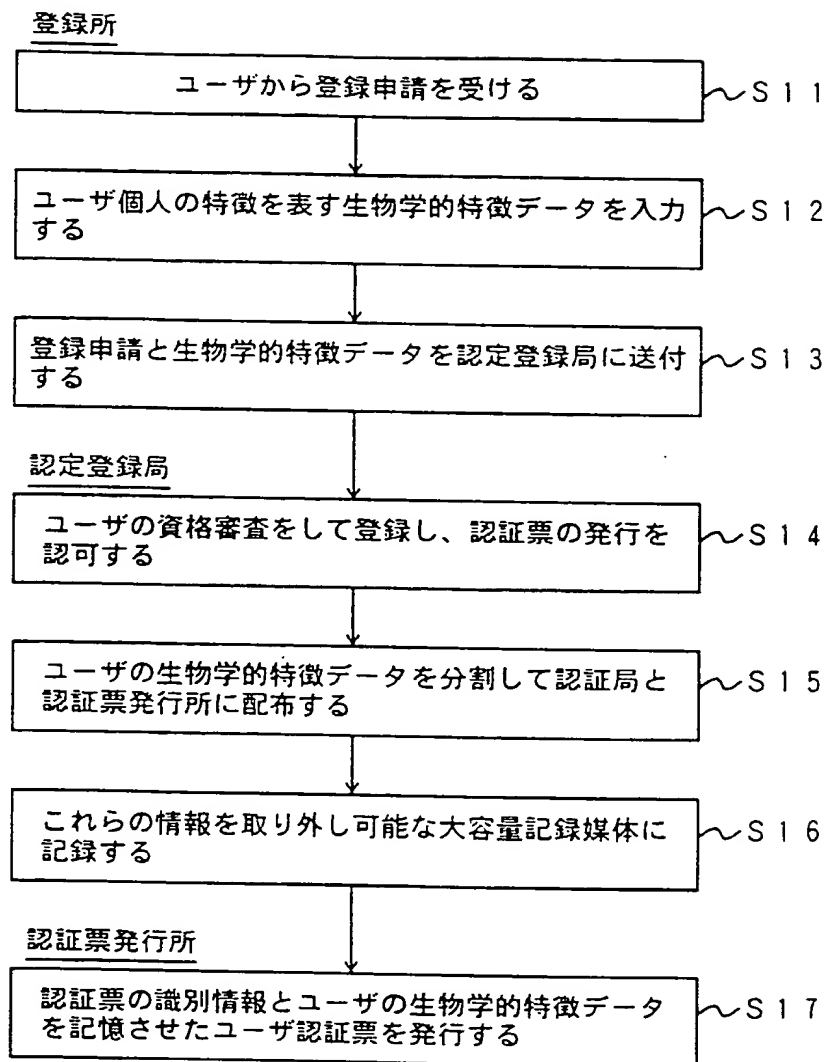 登録所
ユーザから登録申請を受ける
S11
ユーザ個人の特徴を表す生物学的特徴データを入力
する
S12
登録申請と生物学的特徴データを認定登録局に送付
する
S13
認定登録局
ユーザの資格審査をして登録し、認証票の発行を
認可する
S14
ユーザの生物学的特徴データを分割して認証局と
認証票発行所に配布する
S15
これらの情報を取り外し可能な大容量記録媒体に
記録する
S16
認証票発行所
認証票の識別情報とユーザの生物学的特徴データ
を記憶させたユーザ認証票を発行する
S17